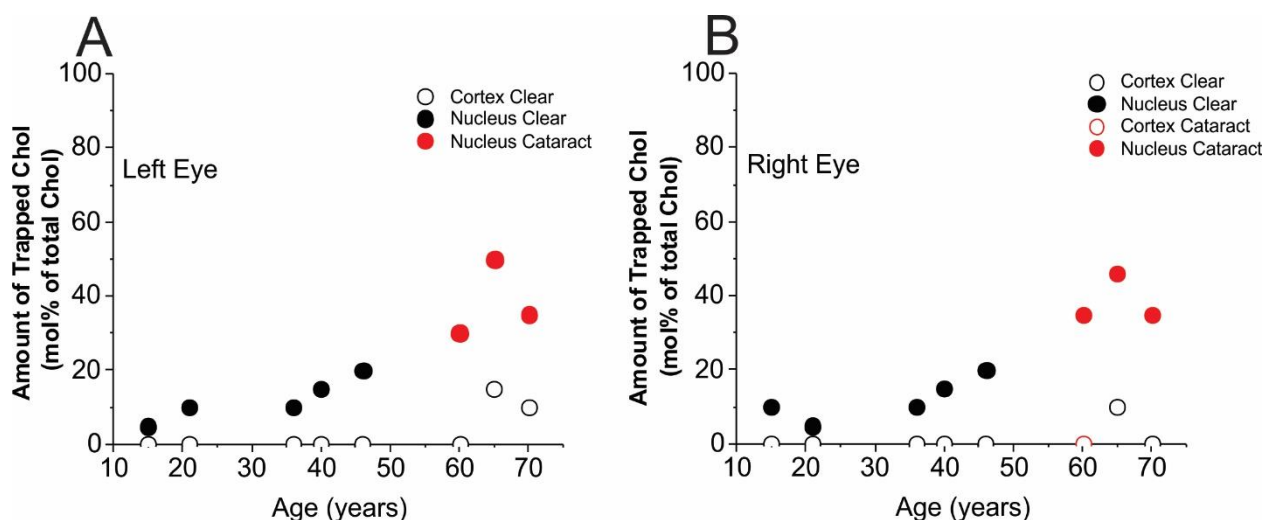 A
Amount of Trapped Chol
(mol% of total Chol)
100
80
60
40
20
0
Left Eye
Cortex Clear
Nucleus Clear
Nucleus Cataract
10 20 30 40 50 60 70
Age (years)
B
Amount of Trapped Chol
(mol% of total Chol)
100
80
60
40
20
0
Right Eye
Cortex Clear
Nucleus Clear
Cortex Cataract
Nucleus Cataract
10 20 30 40 50 60 70
Age (years)